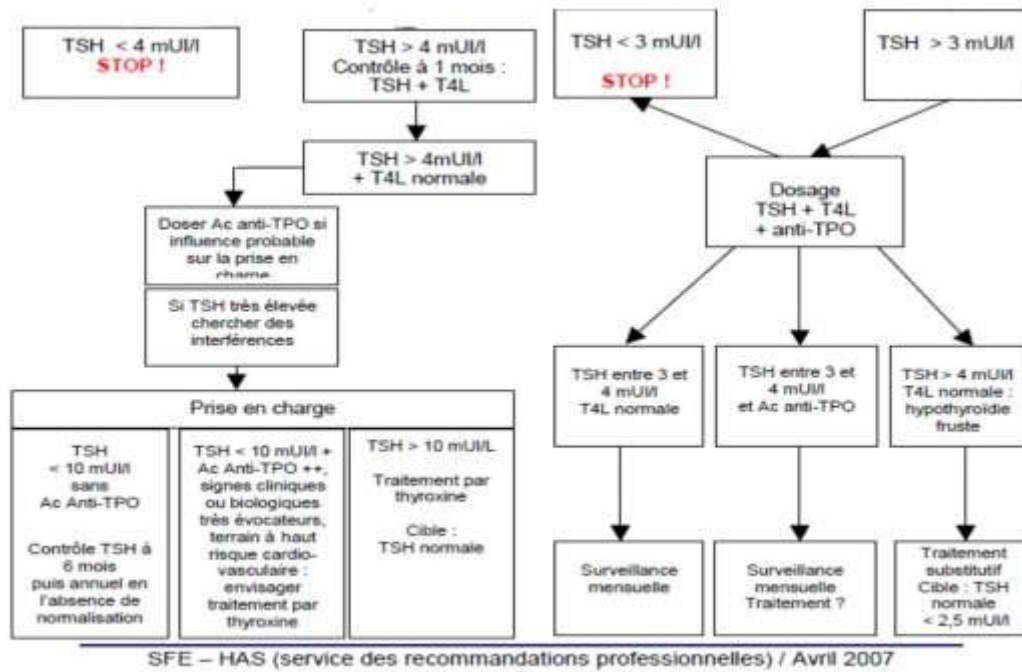 TSH < 4 mUI/l
STOP !
TSH > 4 mUI/l
Contrôle à 1 mois :
TSH + T4L
TSH > 4mUI/l
+ T4L normale
Doser Ac anti-TPO si
influence probable
sur la prise en
charge
Si TSH très élevée
chercher des
interférences
Prise en charge
TSH
< 10 mUI/l
sans
Ac Anti-TPO
Contrôle TSH à
6 mois
puis annuel en
l'absence de
normalisation
TSH < 10 mUI/l +
Ac Anti-TPO ++,
signes cliniques
ou biologiques
très évocateurs,
terrain à haut
risque cardio-
vasculaire :
envisager
traitement par
thyroxine
TSH > 10 mUI/L
Traitement par
thyroxine
Cible :
TSH normale
TSH < 3 mUI/l
STOP !
TSH > 3 mUI/l
Dosage
TSH + T4L
+ anti-TPO
TSH entre 3 et
4 mUI/l
T4L normale
TSH entre 3 et
4 mUI/l
et Ac anti-TPO
TSH > 4 mUI/l
T4L normale :
hypothyroïdie
fruste
Surveillance
mensuelle
Surveillance
mensuelle
Traitement ?
Traitement
substitutif
Cible : TSH
normale
< 2,5 mUI/l
SFE – HAS (service des recommandations professionnelles) / Avril 2007